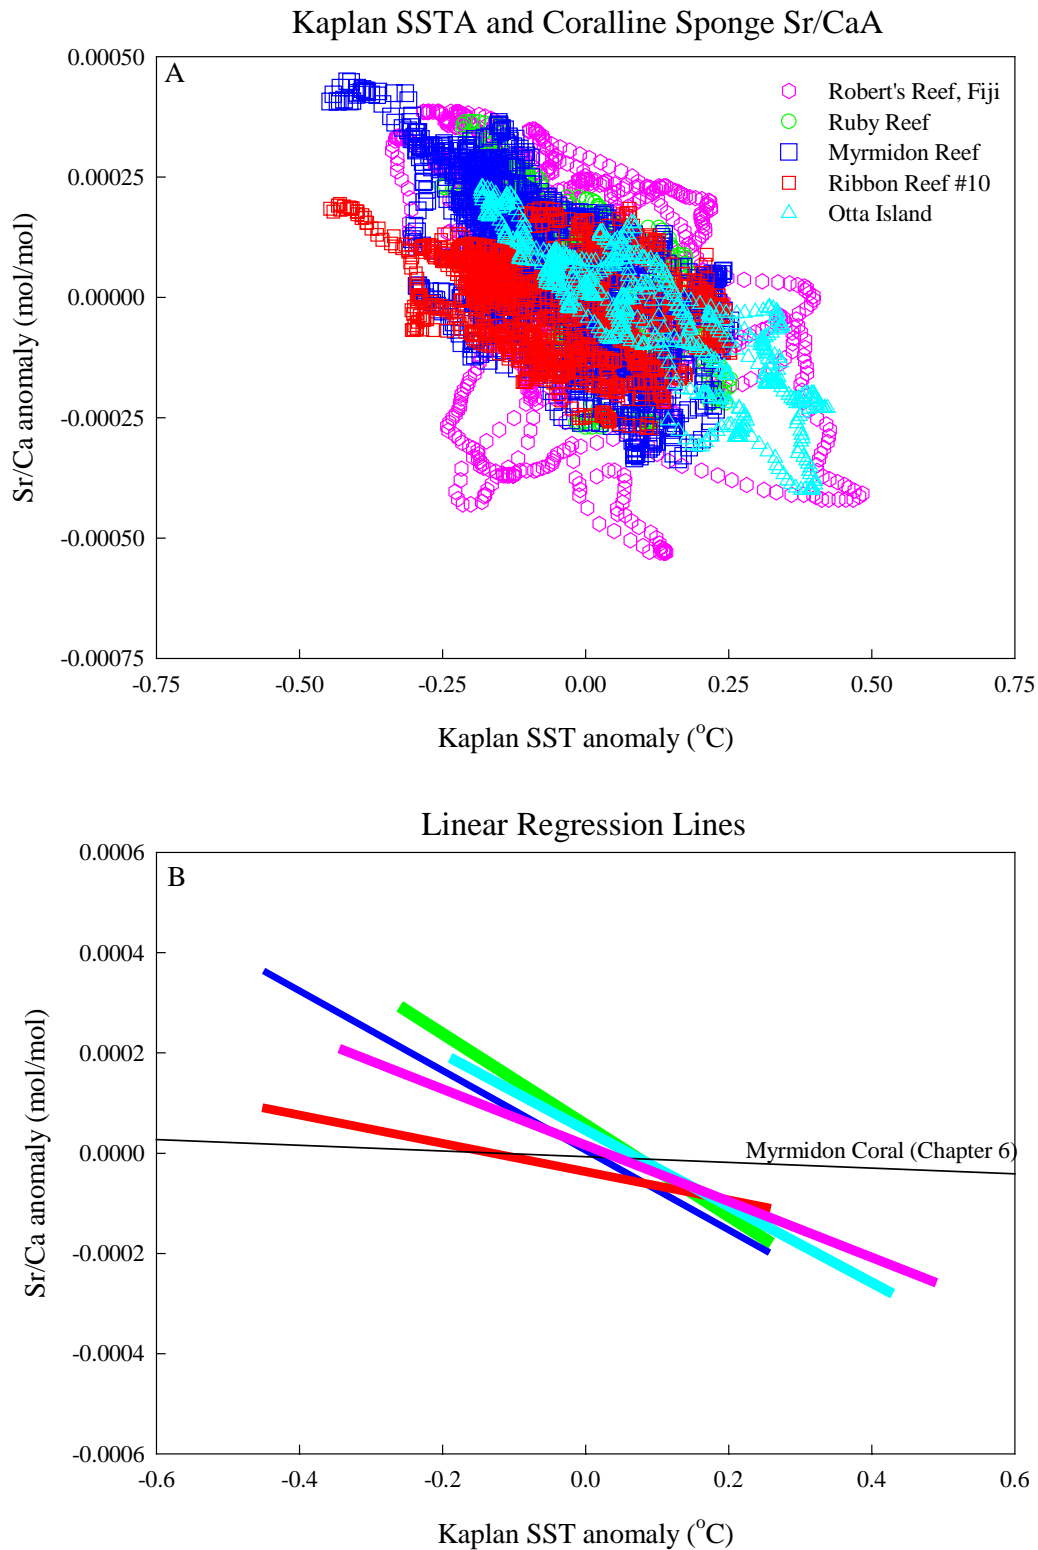 Kaplan SSTA and Coralline Sponge Sr/CaA
A
0.00050
0.00025
0.00000
-0.00025
-0.00050
-0.00075
Sr/Ca anomaly (mol/mol)
Robert's Reef, Fiji
Ruby Reef
Myrmidon Reef
Ribbon Reef #10
Otta Island
-0.75 -0.50 -0.25 0.00 0.25 0.50 0.75
Kaplan SST anomaly (°C)
Linear Regression Lines
B
0.0006
0.0004
0.0002
0.0000
-0.0002
-0.0004
-0.0006
Sr/Ca anomaly (mol/mol)
Myrmidon Coral (Chapter 6)
-0.6 -0.4 -0.2 0.0 0.2 0.4 0.6
Kaplan SST anomaly (°C)